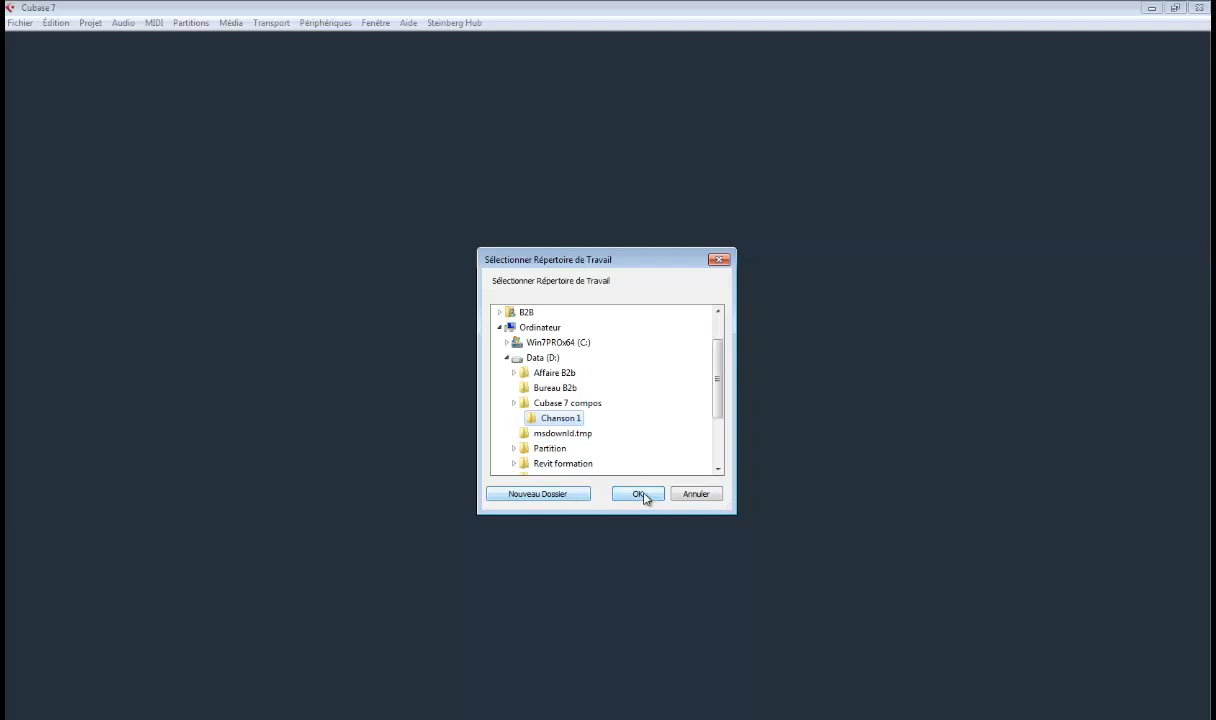 Cubase 7
Fichier Édition Projet Audio MIDI Partitions Média Transport Périphériques Fenêtre Aide Steinberg Hub
Sélectionner Répertoire de Travail
Sélectionner Répertoire de Travail
B2B
Ordinateur
Win7PROx64 (C:)
Data (D:)
Affaire B2b
Bureau B2b
Cubase 7 compos
Chanson 1
msdownld.tmp
Partition
Revit formation
Nouveau Dossier OK Annuler